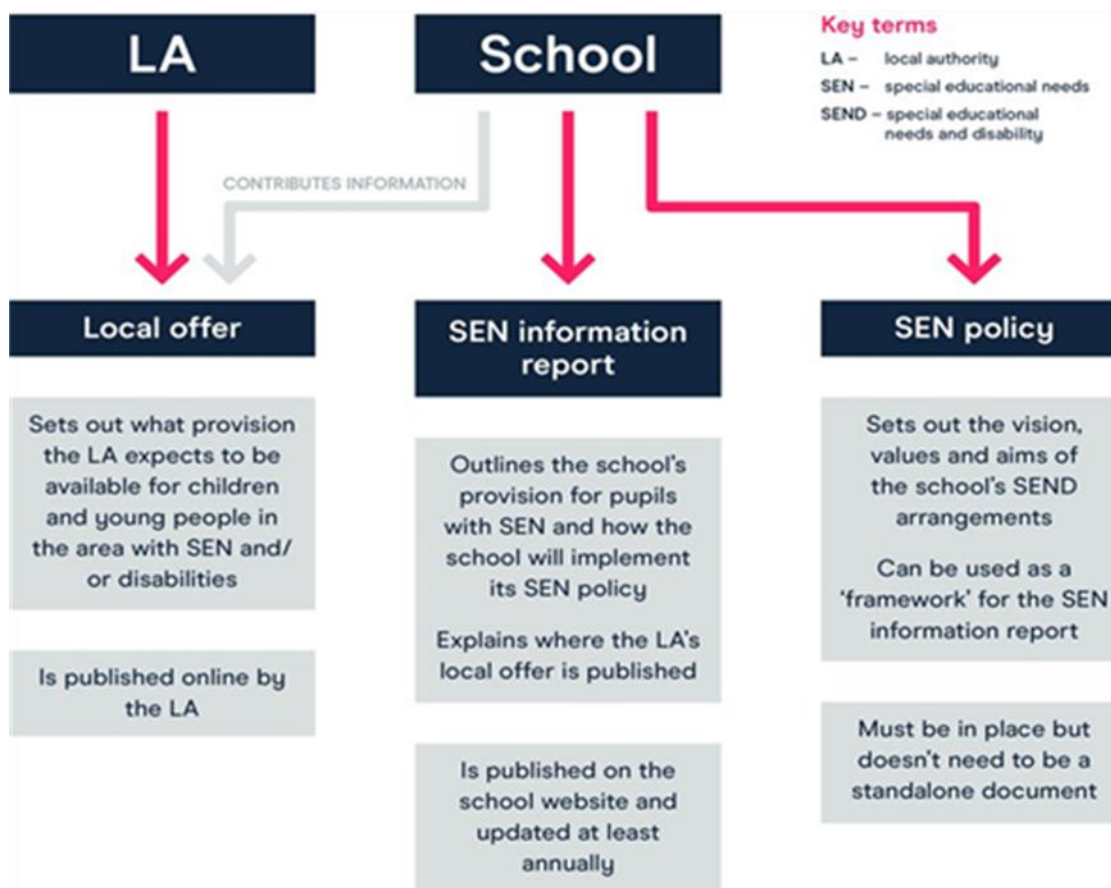 LA
School
Key terms
LA – local authority
SEN – special educational needs
SEND – special educational
needs and disability
CONTRIBUTES INFORMATION
Local offer
Sets out what provision
the LA expects to be
available for children
and young people in
the area with SEN and/
or disabilities
Is published online by
the LA
SEN information
report
Outlines the school's
provision for pupils
with SEN and how the
school will implement
its SEN policy
Explains where the LA's
local offer is published
Is published on the
school website and
updated at least
annually
SEN policy
Sets out the vision,
values and aims of
the school's SEND
arrangements
Can be used as a
'framework' for the SEN
information report
Must be in place but
doesn't need to be a
standalone document